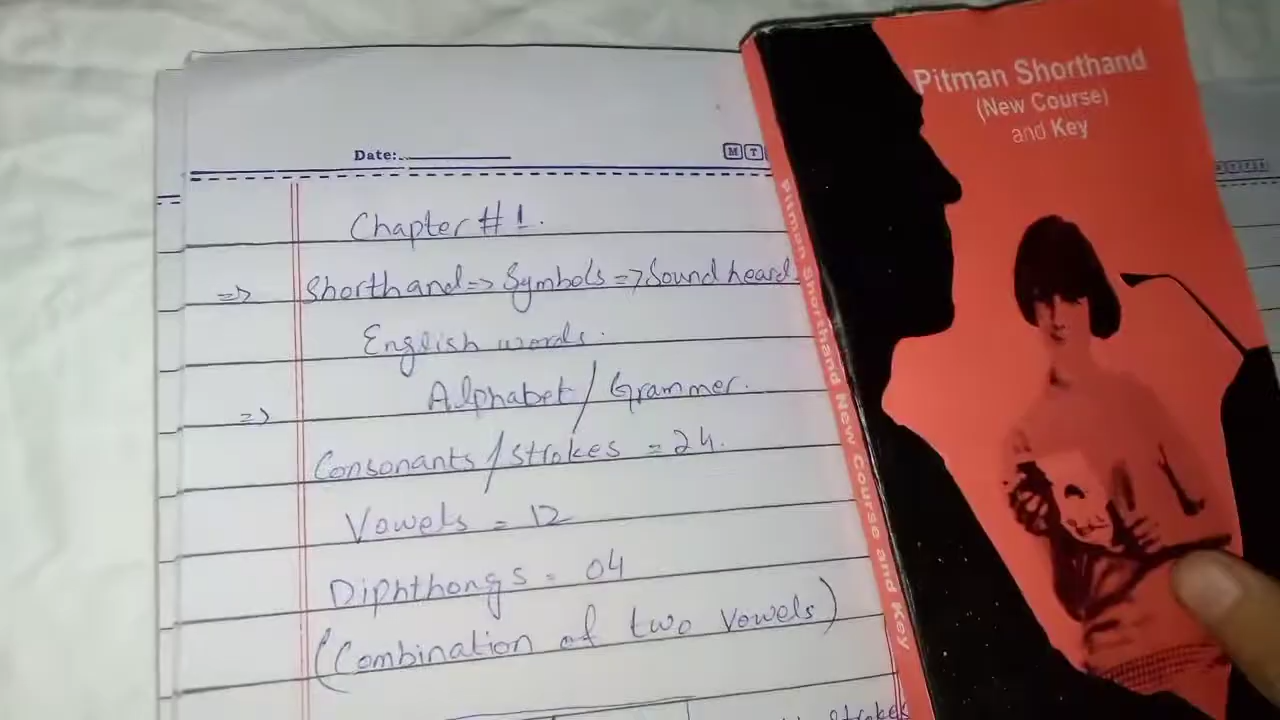 Date:
M T
Chapter # 1.
=> Shorthand => Symbols => Sound heard
English words.
=> Alphabet / Grammer.
Consonants / Strokes = 24.
Vowels = 12
Diphthongs = 04
(Combination of two vowels)
Strokes
Pitman Shorthand
(New Course)
and Key
Pitman Shorthand New Course and Key